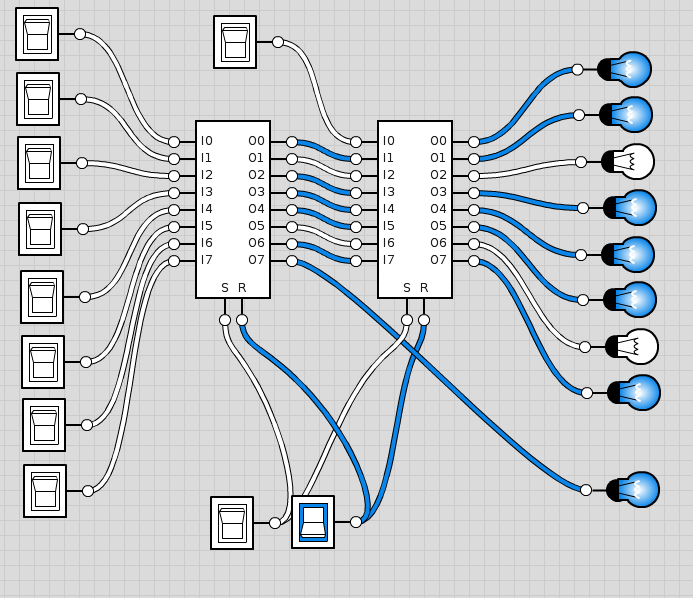 I0 O0 I0 O0
I1 O1 I1 O1
I2 O2 I2 O2
I3 O3 I3 O3
I4 O4 I4 O4
I5 O5 I5 O5
I6 O6 I6 O6
I7 O7 I7 O7
S R S R